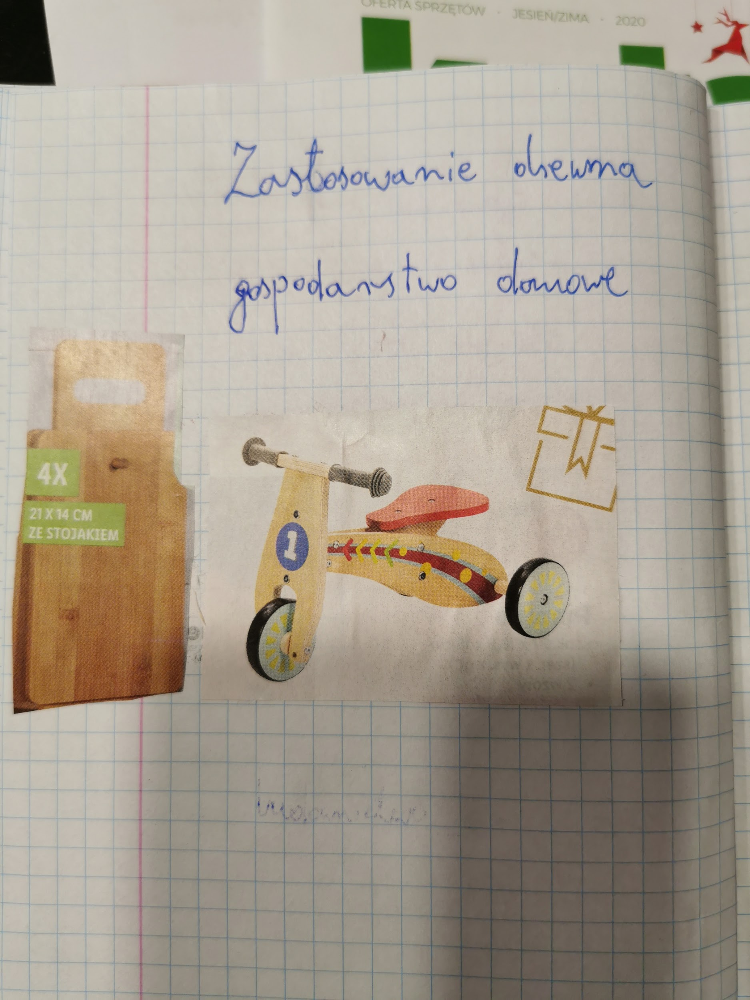 OFERTA SPRZĘTÓW · JESIEŃ/ZIMA · 2020
Zastosowanie drewna
gospodarstwo domowe
4X
21 X 14 CM
ZE STOJAKIEM
1